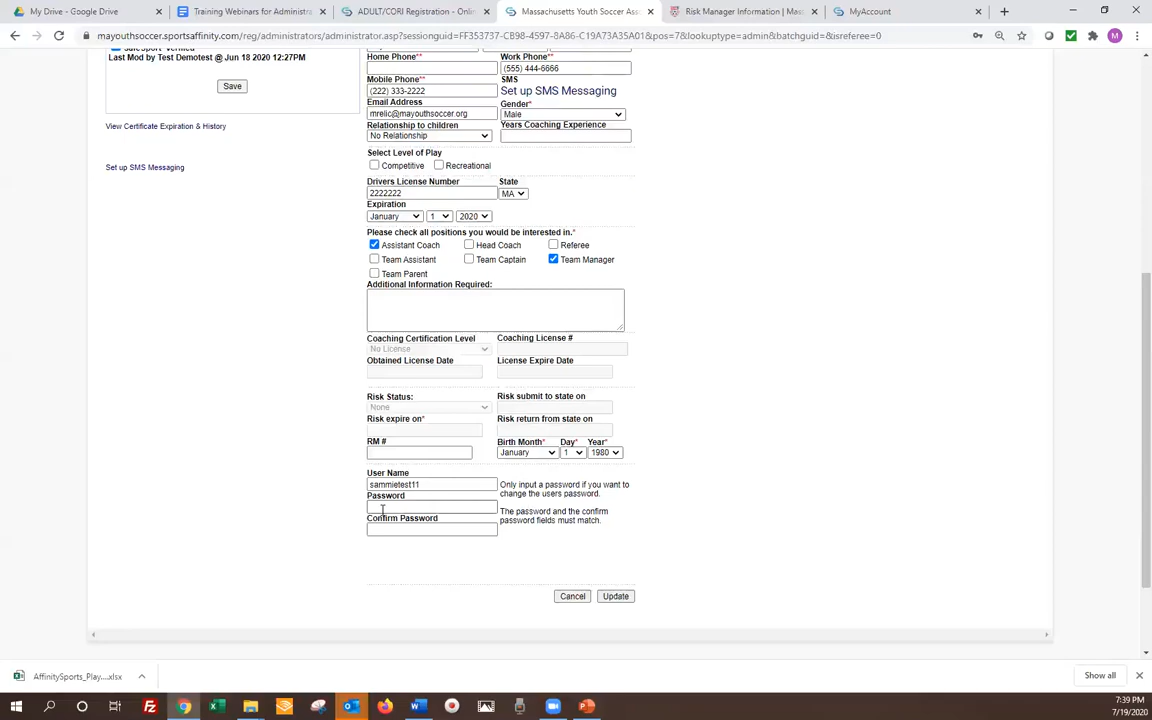 My Drive - Google Drive
Training Webinars for Administra
ADULT/CORI Registration - Onlin
Massachusetts Youth Soccer Ass
Risk Manager Information | Mass
MyAccount
mayouthsoccer.sportsaffinity.com/reg/administrators/administrator.asp?sessionguid=FF353737-CB98-4597-8A86-C19A73A35A01&pos=7&lookuptype=admin&batchguid=&isreferee=0
M
SafeSport Verified
Last Mod by Test Demotest @ Jun 18 2020 12:27PM
Save
View Certificate Expiration & History
Set up SMS Messaging
Home Phone** Work Phone**
(555) 444-6666
Mobile Phone** SMS
(222) 333-2222 Set up SMS Messaging
Email Address Gender*
mrelic@mayouthsoccer.org Male
Relationship to children Years Coaching Experience
No Relationship
Select Level of Play
Competitive Recreational
Drivers License Number State
2222222 MA
Expiration
January 1 2020
Please check all positions you would be interested in.*
Assistant Coach Head Coach Referee
Team Assistant Team Captain Team Manager
Team Parent
Additional Information Required:
Coaching Certification Level Coaching License #
No License
Obtained License Date License Expire Date
Risk Status: Risk submit to state on
None
Risk expire on* Risk return from state on
RM # Birth Month* Day* Year*
January 1 1980
User Name
sammietest11 Only input a password if you want to
change the users password.
Password
The password and the confirm
password fields must match.
Confirm Password
Cancel Update
AffinitySports_Play....xlsx
Show all
7:39 PM
7/19/2020